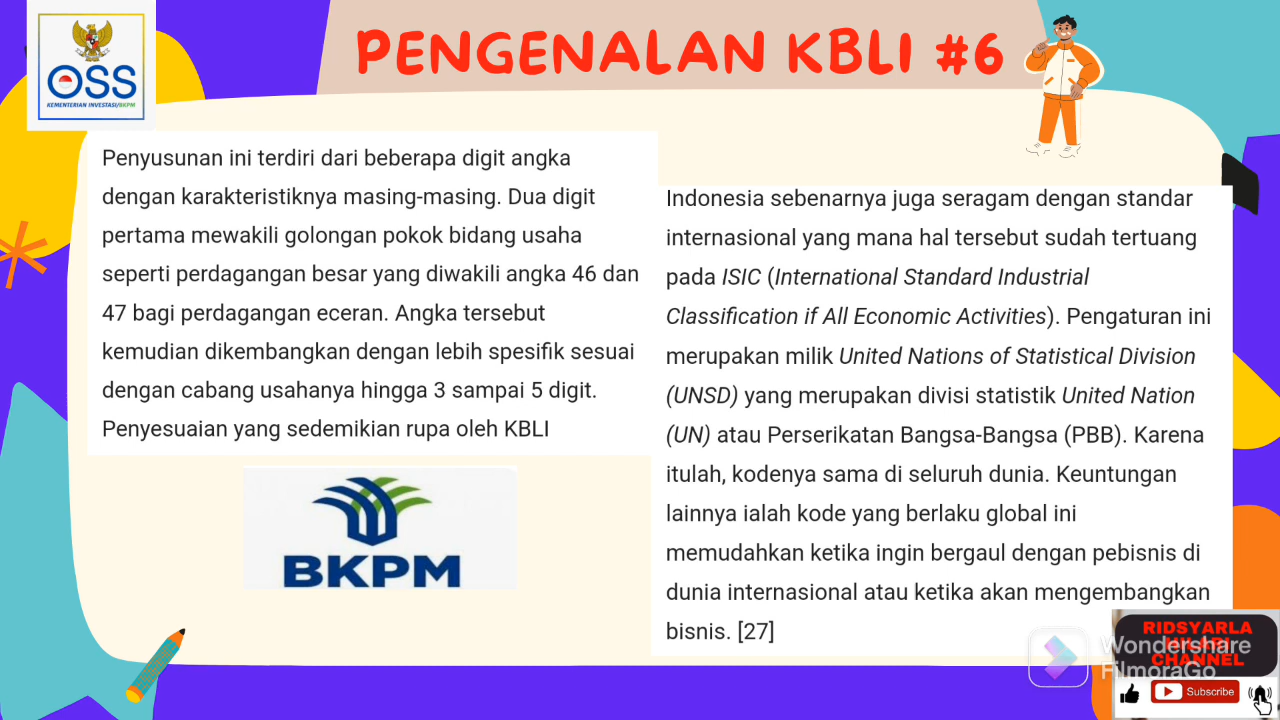 OSS
KEMENTERIAN INVESTASI/BKPM
PENGENALAN KBLI #6
Penyusunan ini terdiri dari beberapa digit angka
dengan karakteristiknya masing-masing. Dua digit
pertama mewakili golongan pokok bidang usaha
seperti perdagangan besar yang diwakili angka 46 dan
47 bagi perdagangan eceran. Angka tersebut
kemudian dikembangkan dengan lebih spesifik sesuai
dengan cabang usahanya hingga 3 sampai 5 digit.
Penyesuaian yang sedemikian rupa oleh KBLI
BKPM
Indonesia sebenarnya juga seragam dengan standar
internasional yang mana hal tersebut sudah tertuang
pada ISIC (International Standard Industrial
Classification if All Economic Activities). Pengaturan ini
merupakan milik United Nations of Statistical Division
(UNSD) yang merupakan divisi statistik United Nation
(UN) atau Perserikatan Bangsa-Bangsa (PBB). Karena
itulah, kodenya sama di seluruh dunia. Keuntungan
lainnya ialah kode yang berlaku global ini
memudahkan ketika ingin bergaul dengan pebisnis di
dunia internasional atau ketika akan mengembangkan
bisnis. [27]
RIDSYARLA
CHANNEL
Wondershare
FilmoraGo
Subscribe